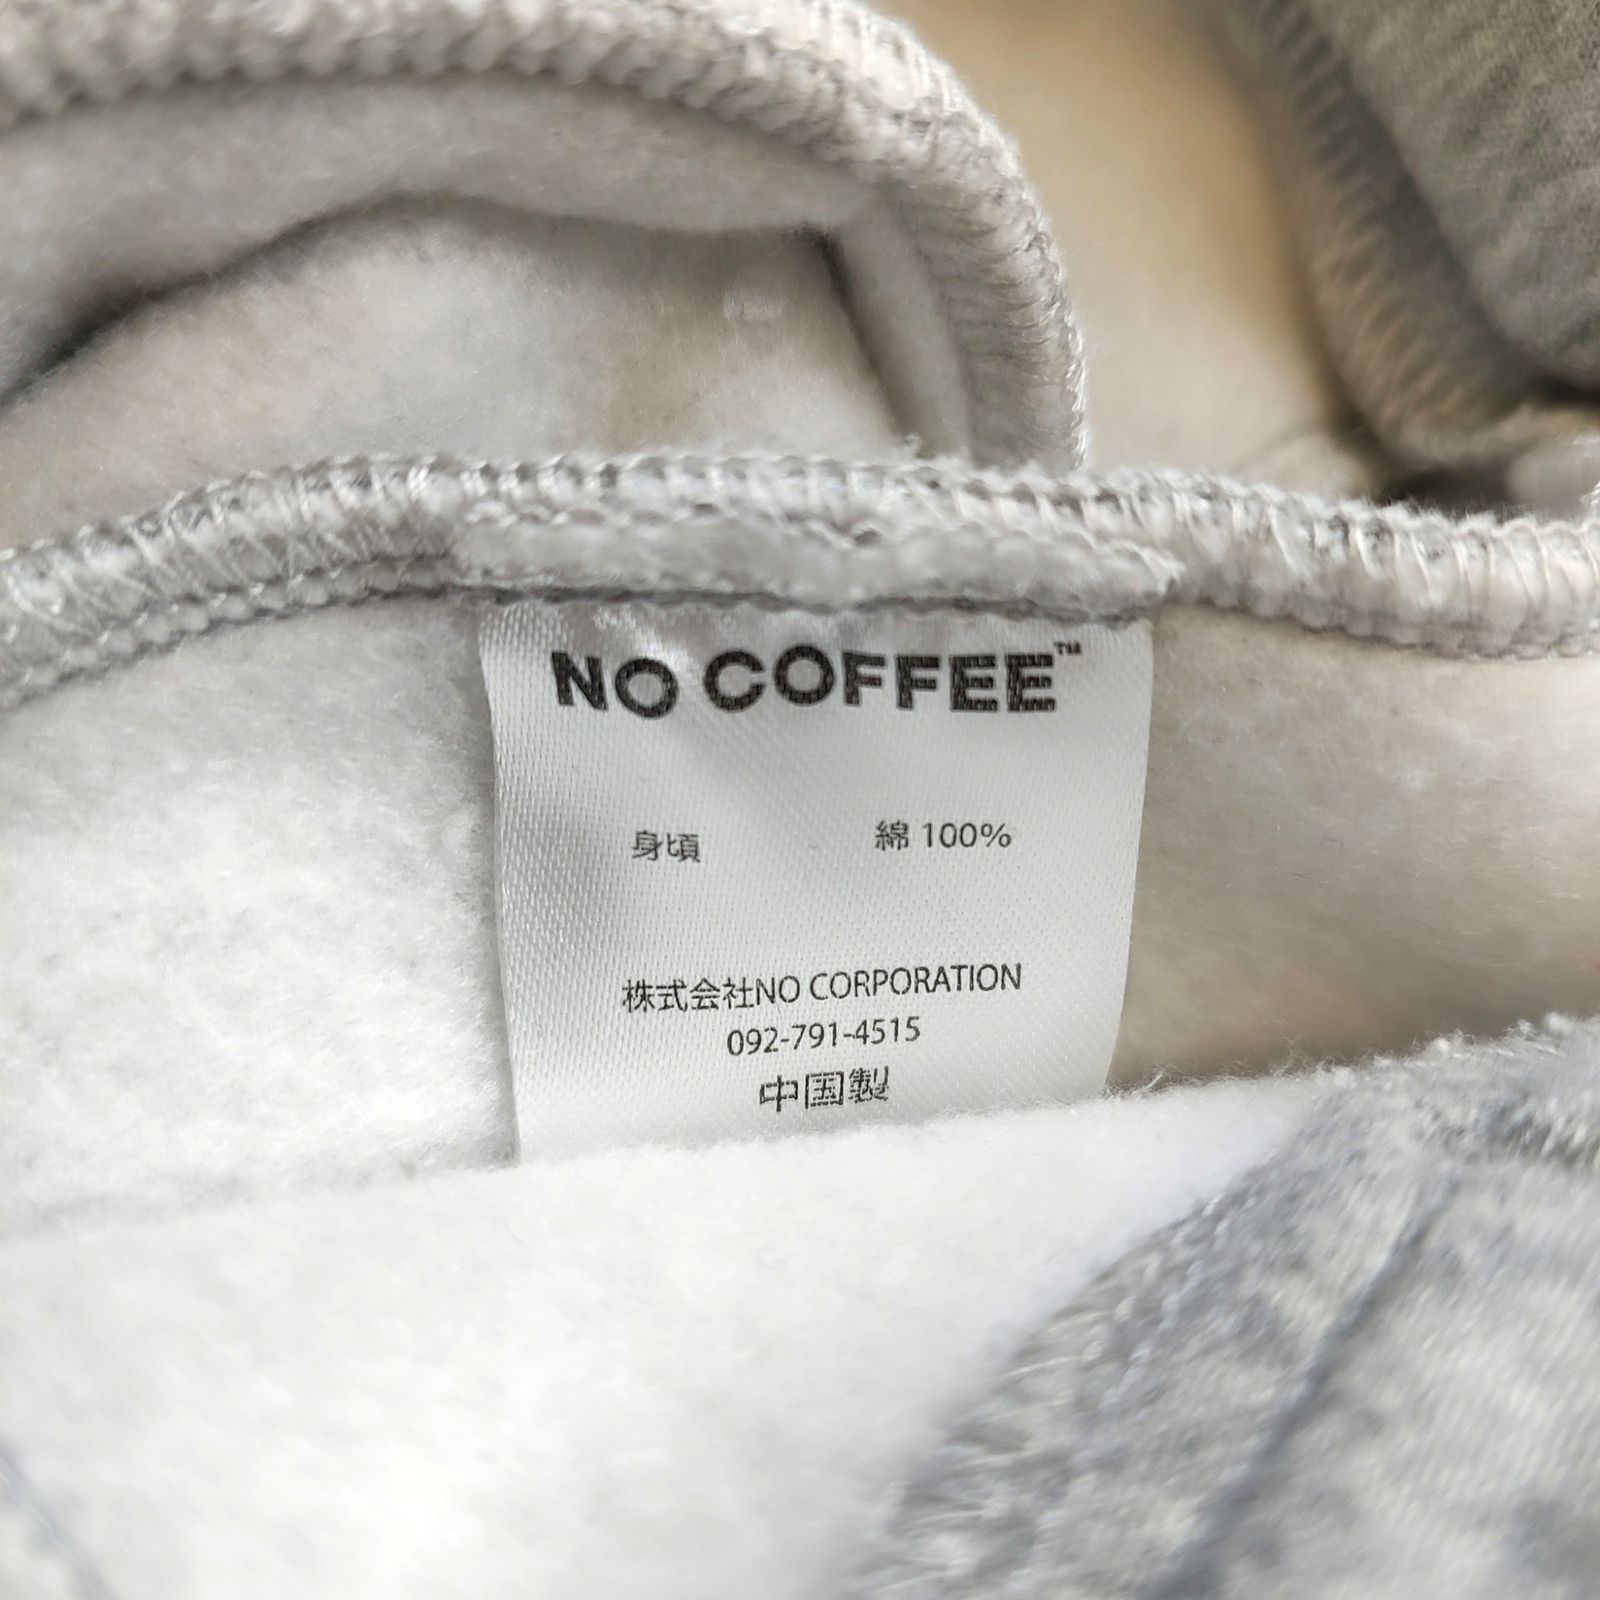 NO COFFEE™
身頃 綿 100%
株式会社NO CORPORATION
092-791-4515
中国製